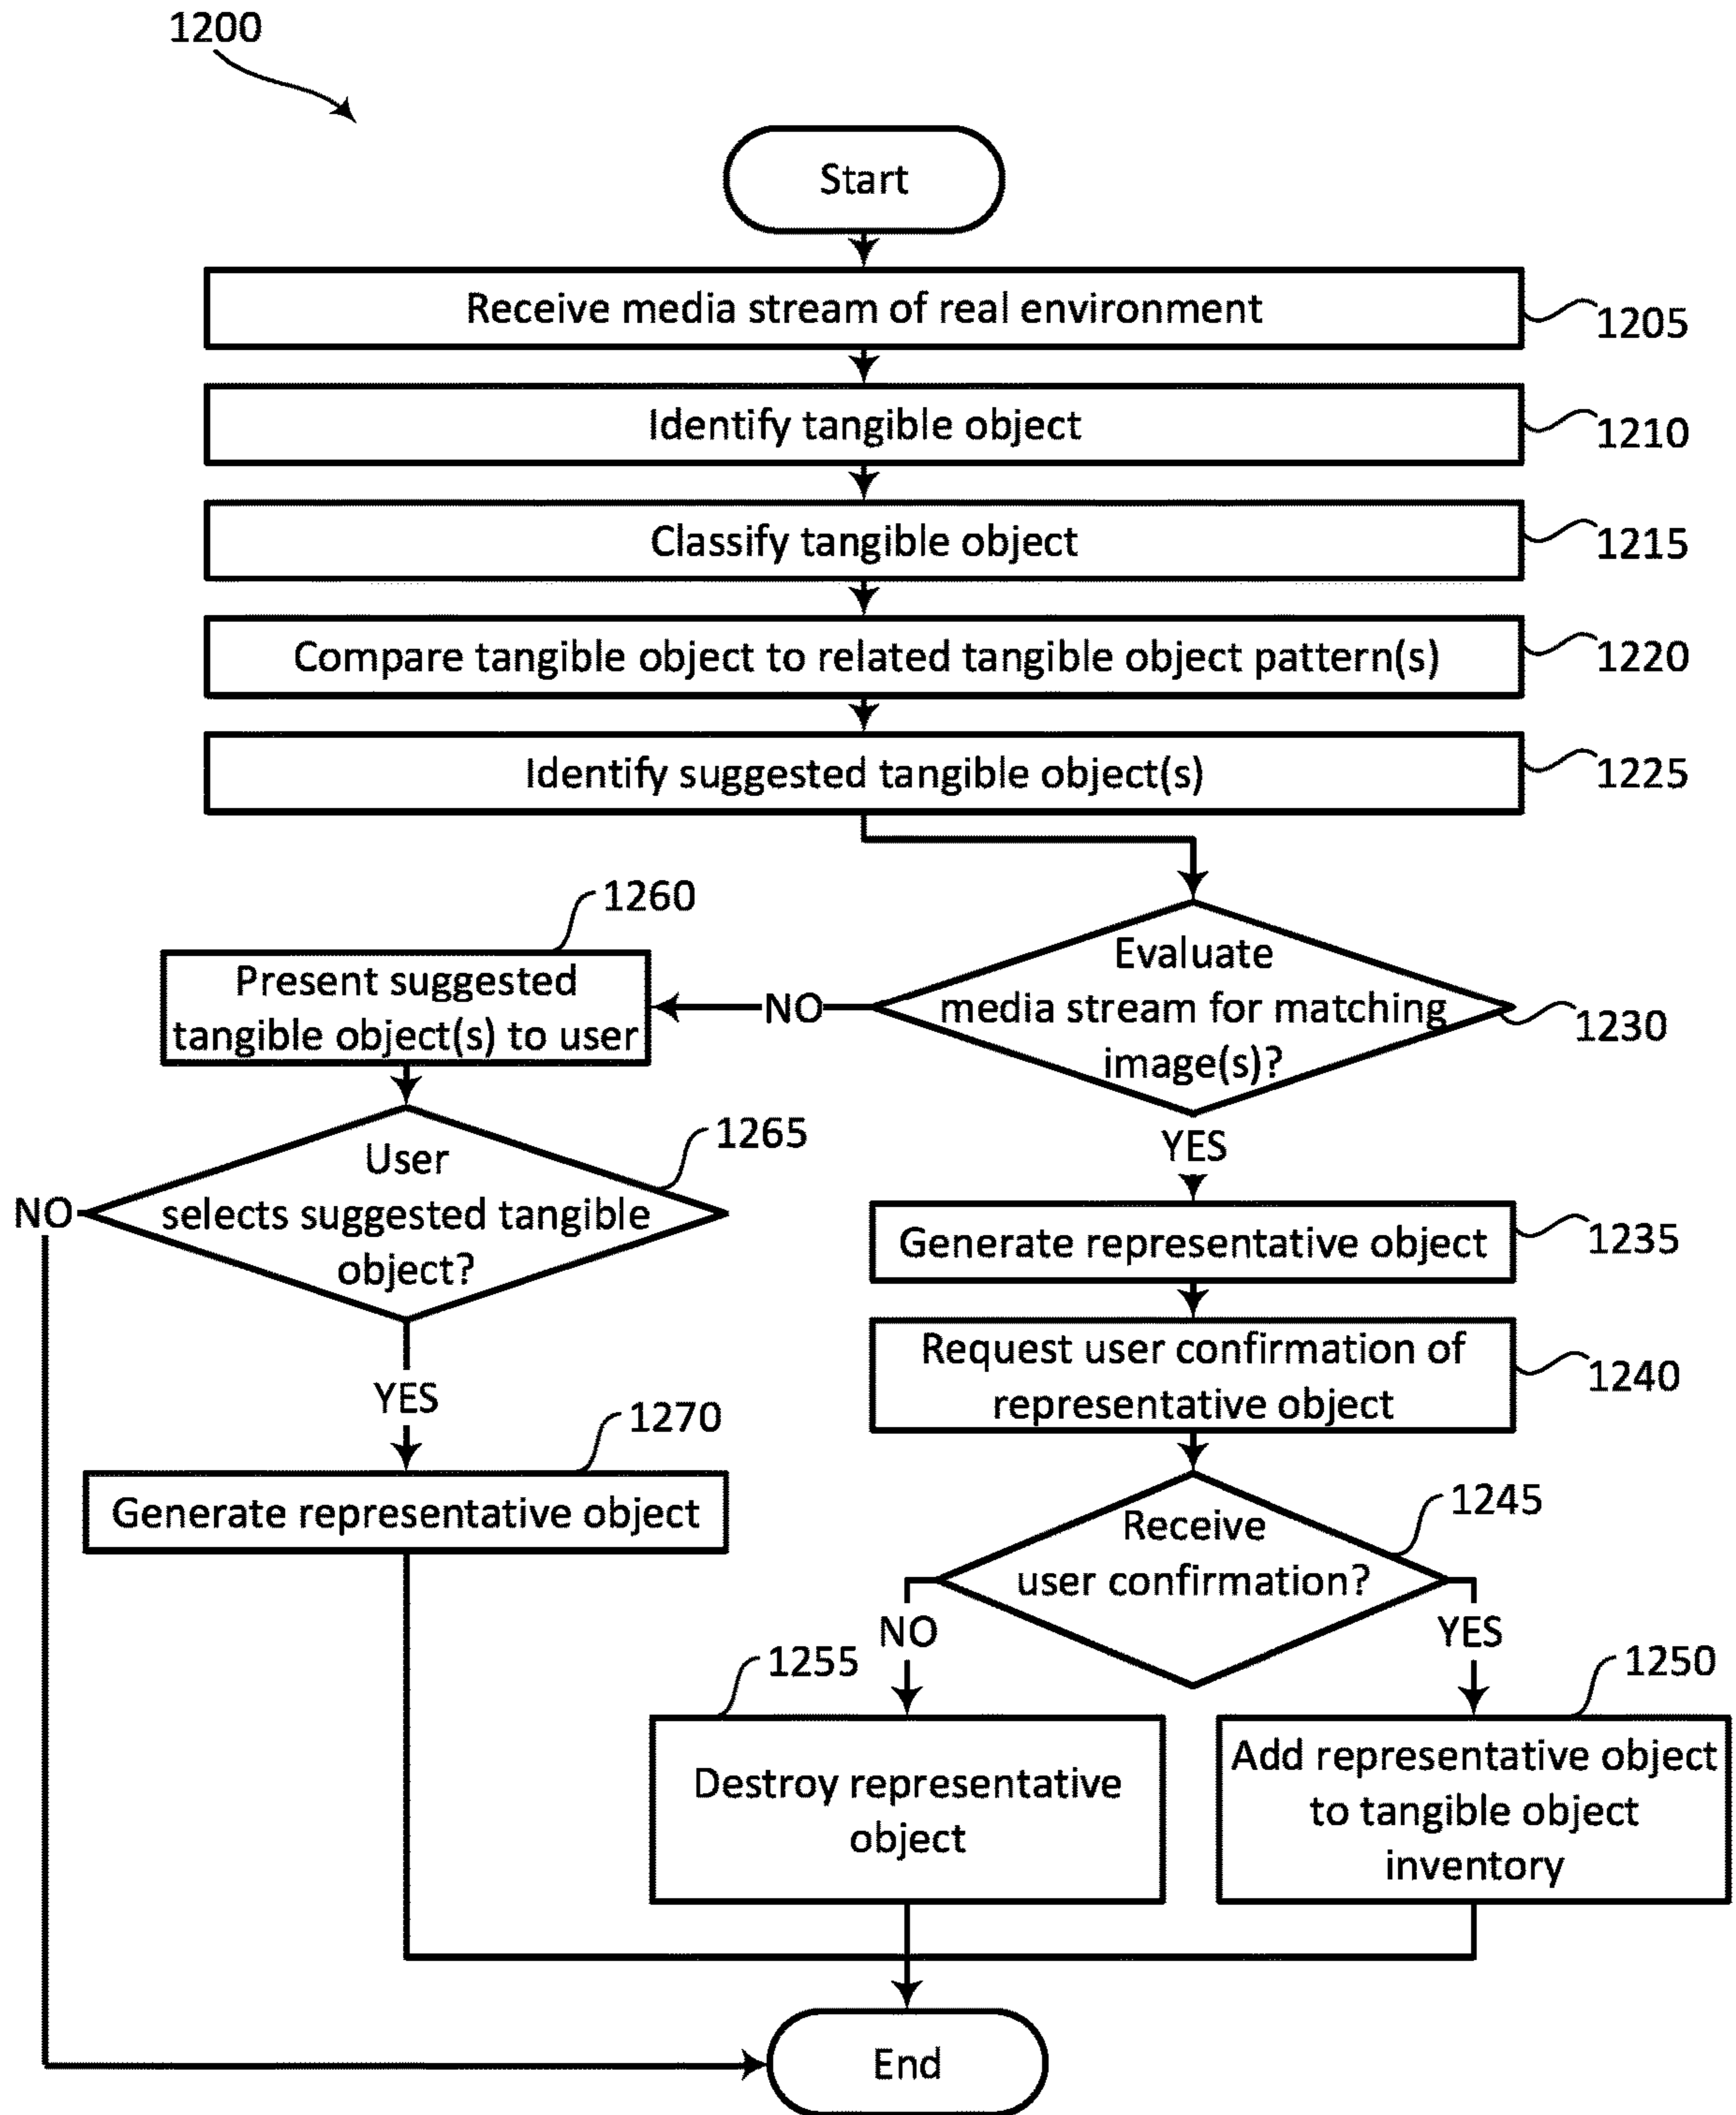 1200
Start
Receive media stream of real environment
1205
Identify tangible object
1210
Classify tangible object
1215
Compare tangible object to related tangible object pattern(s)
1220
Identify suggested tangible object(s)
1225
1260
Present suggested
tangible object(s) to user
NO
Evaluate
media stream for matching
image(s)?
1230
1265
User
selects suggested tangible
object?
NO
YES
1270
Generate representative object
YES
Generate representative object
1235
Request user confirmation of
representative object
1240
Receive
user confirmation?
1245
NO
YES
1255
Destroy representative
object
1250
Add representative object
to tangible object
inventory
End